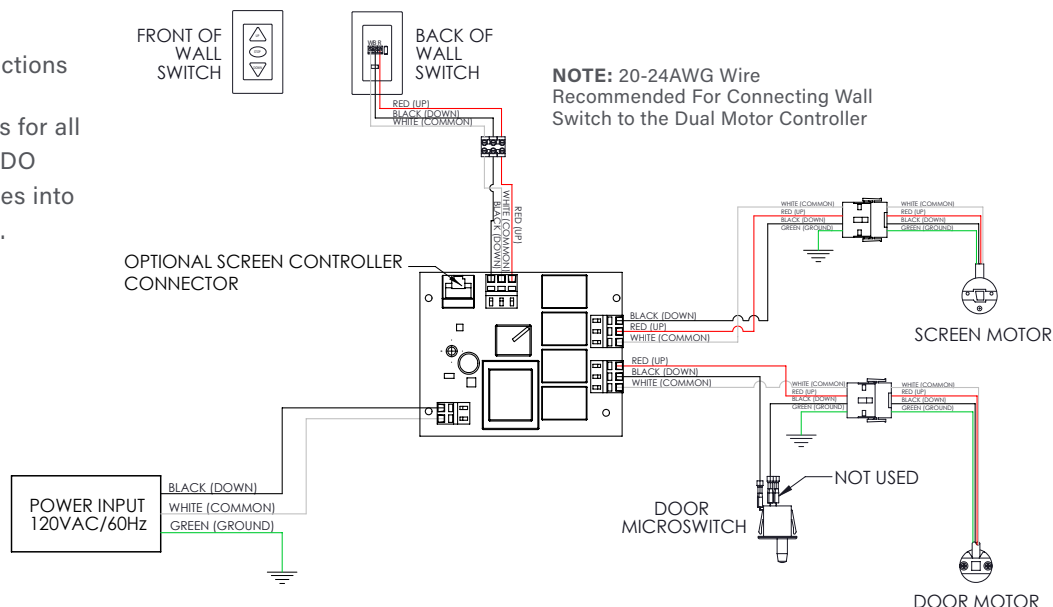 FRONT OF
WALL
SWITCH
BACK OF
WALL
SWITCH
ctions
s for all
DO
es into
.
NOTE: 20-24AWG Wire
Recommended For Connecting Wall
Switch to the Dual Motor Controller
WB R
RED (UP)
BLACK (DOWN)
WHITE (COMMON)
BLACK (DOWN)
WHITE (COMMON)
RED (UP)
OPTIONAL SCREEN CONTROLLER
CONNECTOR
WHITE (COMMON)
RED (UP)
BLACK (DOWN)
GREEN (GROUND)
WHITE (COMMON)
RED (UP)
BLACK (DOWN)
GREEN (GROUND)
SCREEN MOTOR
BLACK (DOWN)
RED (UP)
WHITE (COMMON)
RED (UP)
BLACK (DOWN)
WHITE (COMMON)
WHITE (COMMON)
RED (UP)
BLACK (DOWN)
GREEN (GROUND)
WHITE (COMMON)
RED (UP)
BLACK (DOWN)
GREEN (GROUND)
NOT USED
DOOR
MICROSWITCH
POWER INPUT
120VAC/60Hz
BLACK (DOWN)
WHITE (COMMON)
GREEN (GROUND)
DOOR MOTOR